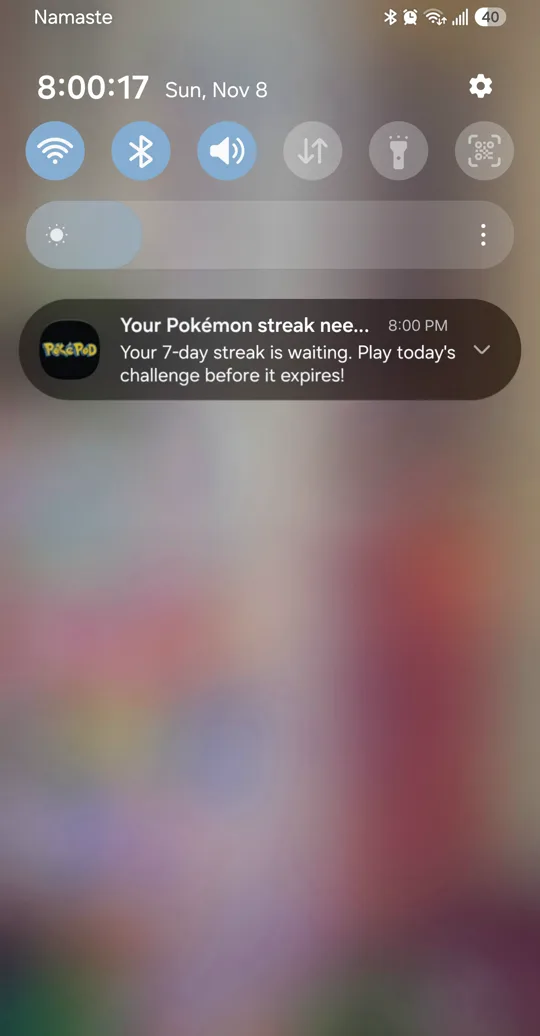 Namaste
40
8:00:17 Sun, Nov 8
PoKéPoD
Your Pokémon streak nee... 8:00 PM
Your 7-day streak is waiting. Play today's
challenge before it expires!